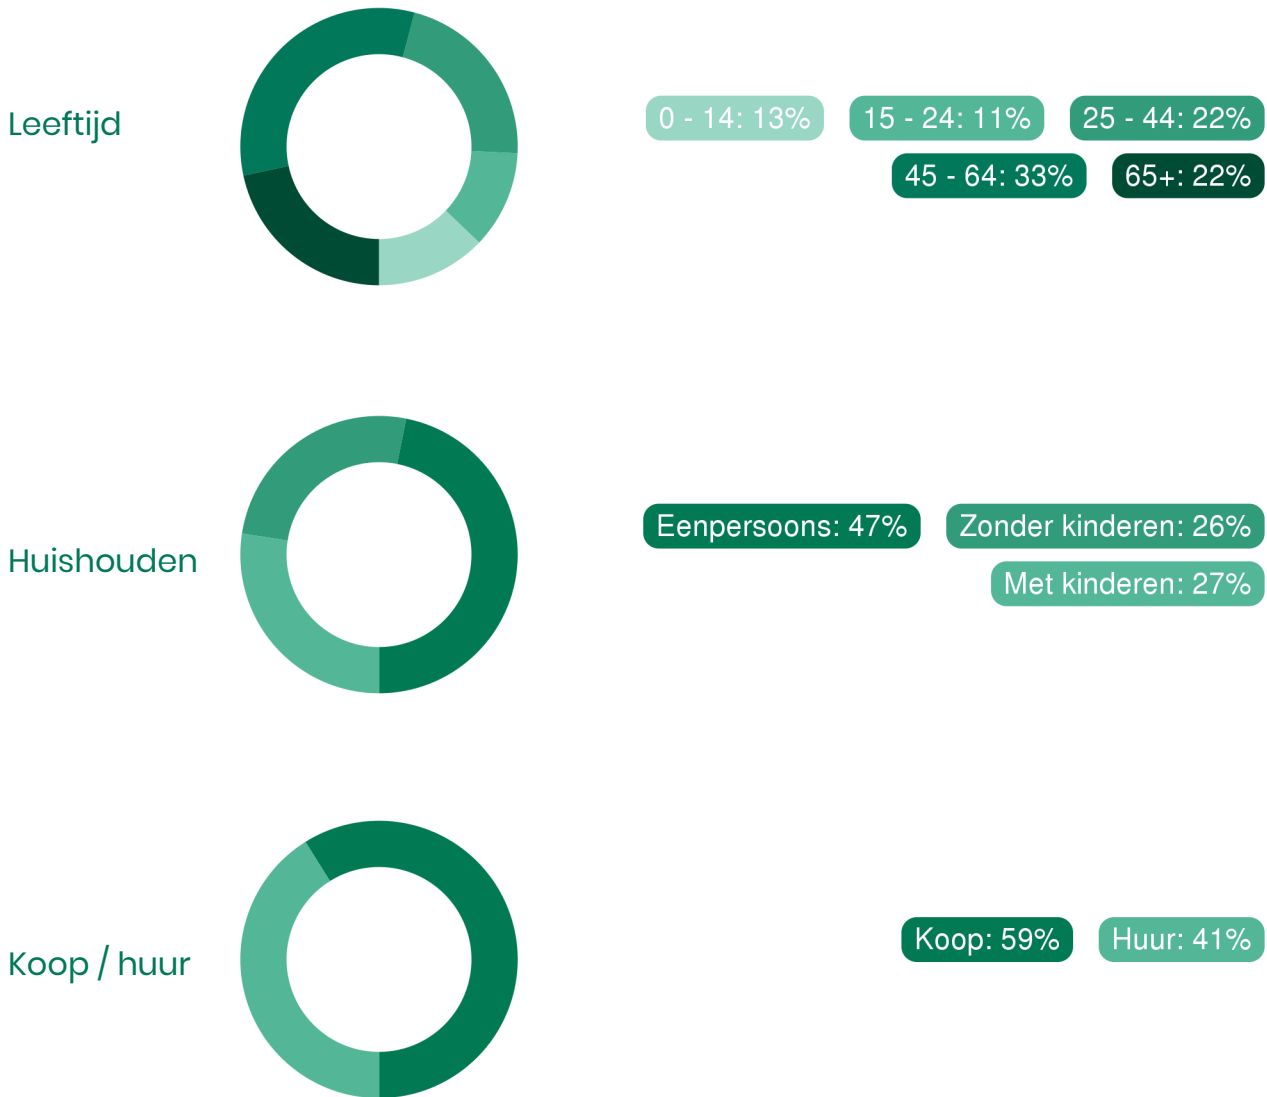 Leeftijd
0 - 14: 13% 15 - 24: 11% 25 - 44: 22%
45 - 64: 33% 65+: 22%
Huishouden
Eenpersoons: 47% Zonder kinderen: 26%
Met kinderen: 27%
Koop / huur
Koop: 59% Huur: 41%